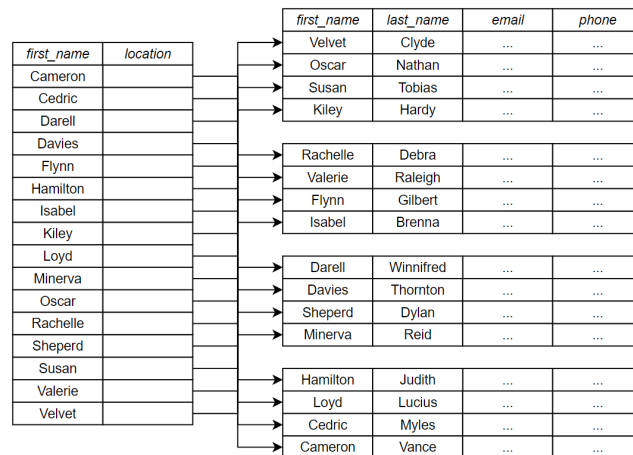 first_name location
Cameron
Cedric
Darell
Davies
Flynn
Hamilton
Isabel
Kiley
Loyd
Minerva
Oscar
Rachelle
Sheperd
Susan
Valerie
Velvet
first_name last_name email phone
Velvet Clyde ... ...
Oscar Nathan ... ...
Susan Tobias ... ...
Kiley Hardy ... ...
Rachelle Debra ... ...
Valerie Raleigh ... ...
Flynn Gilbert ... ...
Isabel Brenna ... ...
Darell Winnifred ... ...
Davies Thornton ... ...
Sheperd Dylan ... ...
Minerva Reid ... ...
Hamilton Judith ... ...
Loyd Lucius ... ...
Cedric Myles ... ...
Cameron Vance ... ...